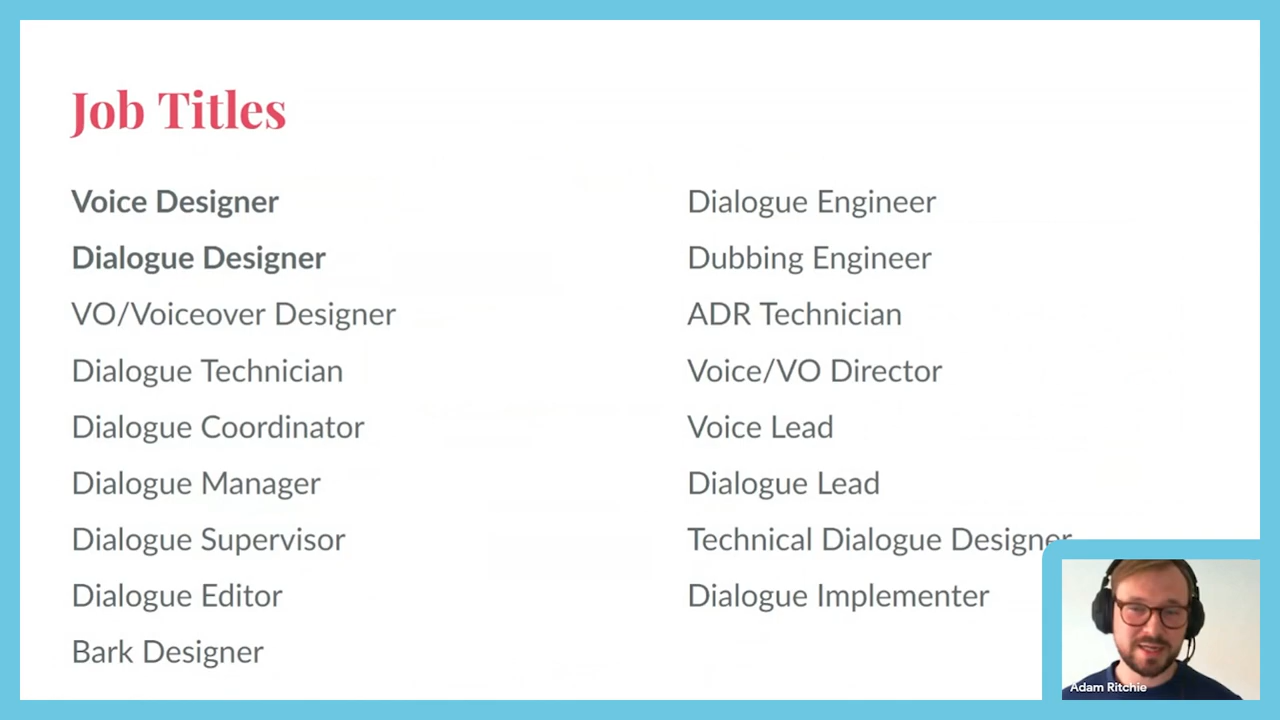 Job Titles
Voice Designer
Dialogue Designer
VO/Voiceover Designer
Dialogue Technician
Dialogue Coordinator
Dialogue Manager
Dialogue Supervisor
Dialogue Editor
Bark Designer
Dialogue Engineer
Dubbing Engineer
ADR Technician
Voice/VO Director
Voice Lead
Dialogue Lead
Technical Dialogue Designer
Dialogue Implementer
Adam Ritchie